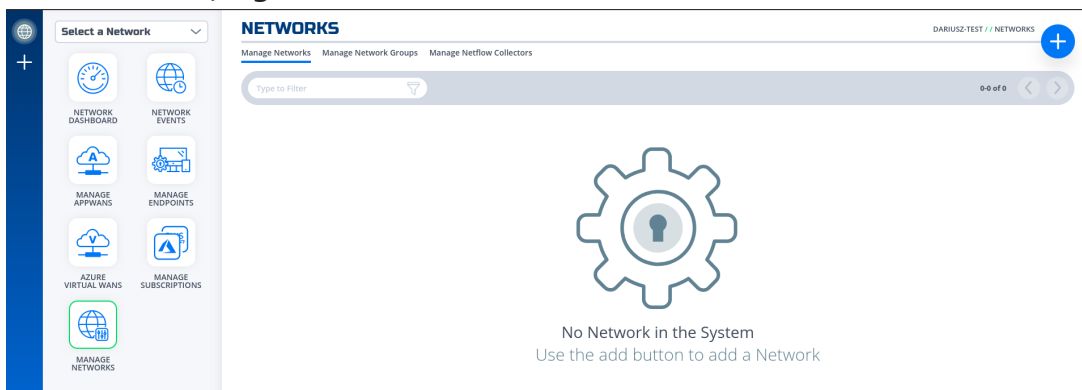 Select a Network
NETWORKS
DARIUSZ-TEST // NETWORKS
Manage Networks Manage Network Groups Manage Netflow Collectors
Type to Filter
0-0 of 0
NETWORK
DASHBOARD
NETWORK
EVENTS
A
MANAGE
APPWANS
MANAGE
ENDPOINTS
V
AZURE
VIRTUAL WANS
MANAGE
SUBSCRIPTIONS
MANAGE
NETWORKS
No Network in the System
Use the add button to add a Network